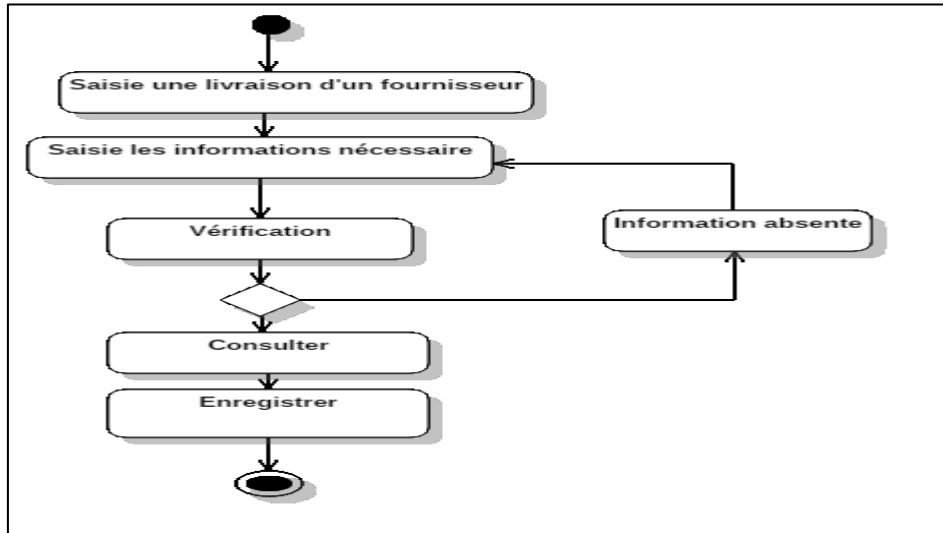 Saisie une livraison d'un fournisseur
Saisie les informations nécessaire
Information absente
Vérification
Consulter
Enregistrer